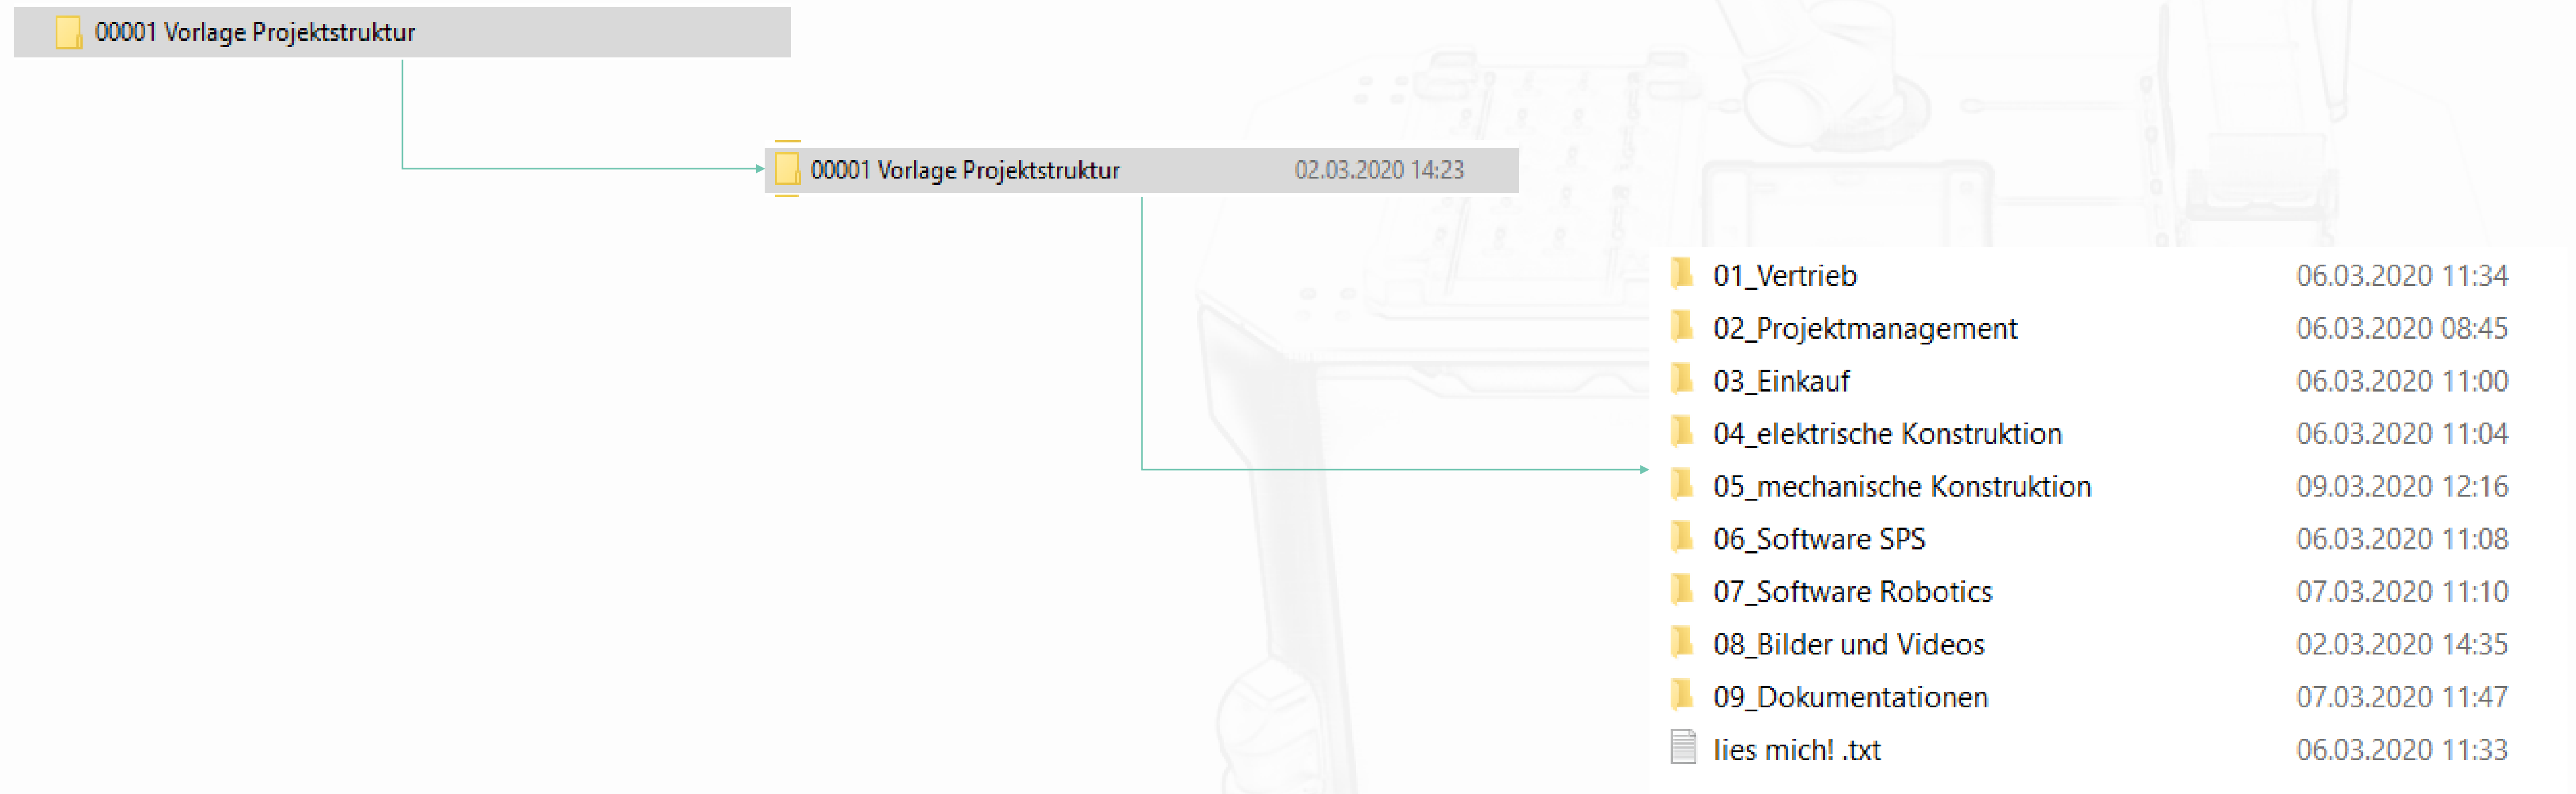 00001 Vorlage Projektstruktur
00001 Vorlage Projektstruktur 02.03.2020 14:23
01_Vertrieb 06.03.2020 11:34
02_Projektmanagement 06.03.2020 08:45
03_Einkauf 06.03.2020 11:00
04_elektrische Konstruktion 06.03.2020 11:04
05_mechanische Konstruktion 09.03.2020 12:16
06_Software SPS 06.03.2020 11:08
07_Software Robotics 07.03.2020 11:10
08_Bilder und Videos 02.03.2020 14:35
09_Dokumentationen 07.03.2020 11:47
lies mich! .txt 06.03.2020 11:33